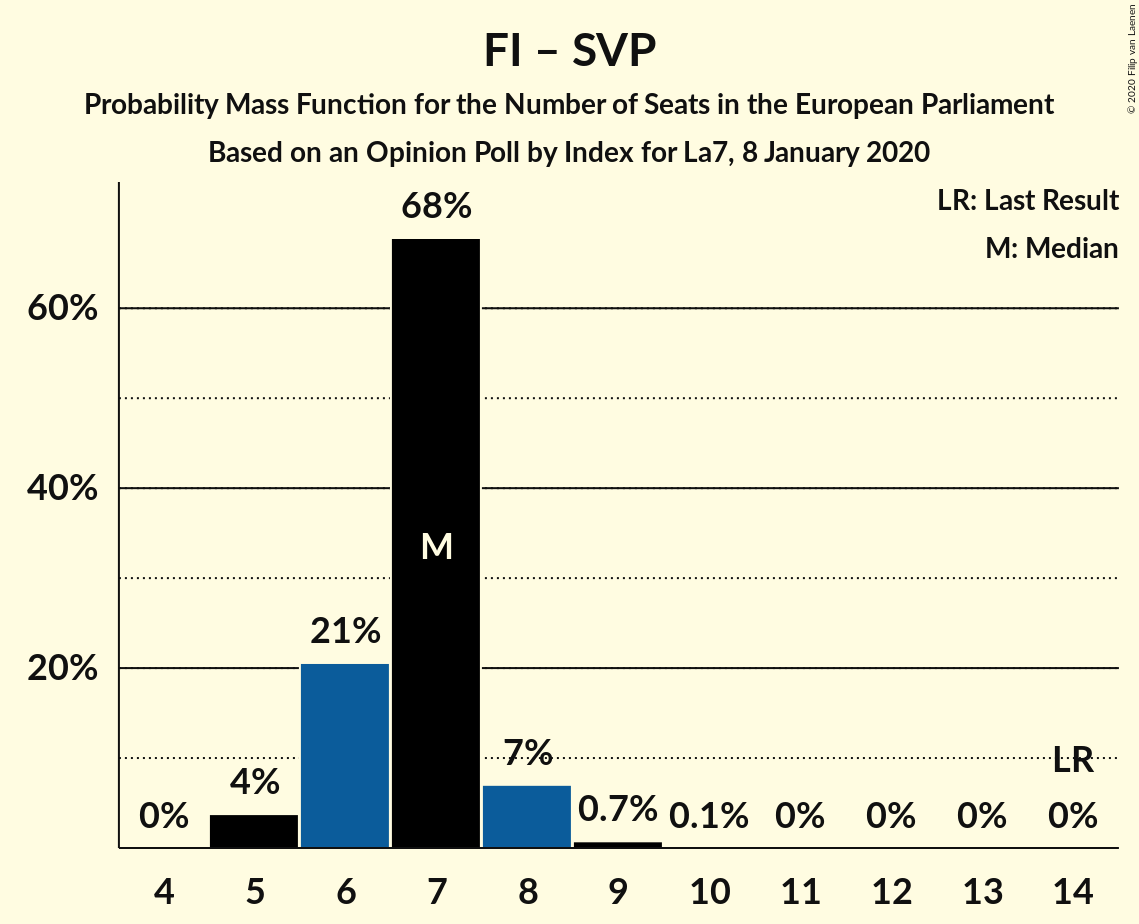 FI – SVP
Probability Mass Function for the Number of Seats in the European Parliament
Based on an Opinion Poll by Index for La7, 8 January 2020
© 2020 Filip van Laenen
LR: Last Result
M: Median
60%
40%
20%
0%
4%
21%
68%
M
7%
0.7%
0.1%
0%
0%
0%
LR
0%
4 5 6 7 8 9 10 11 12 13 14